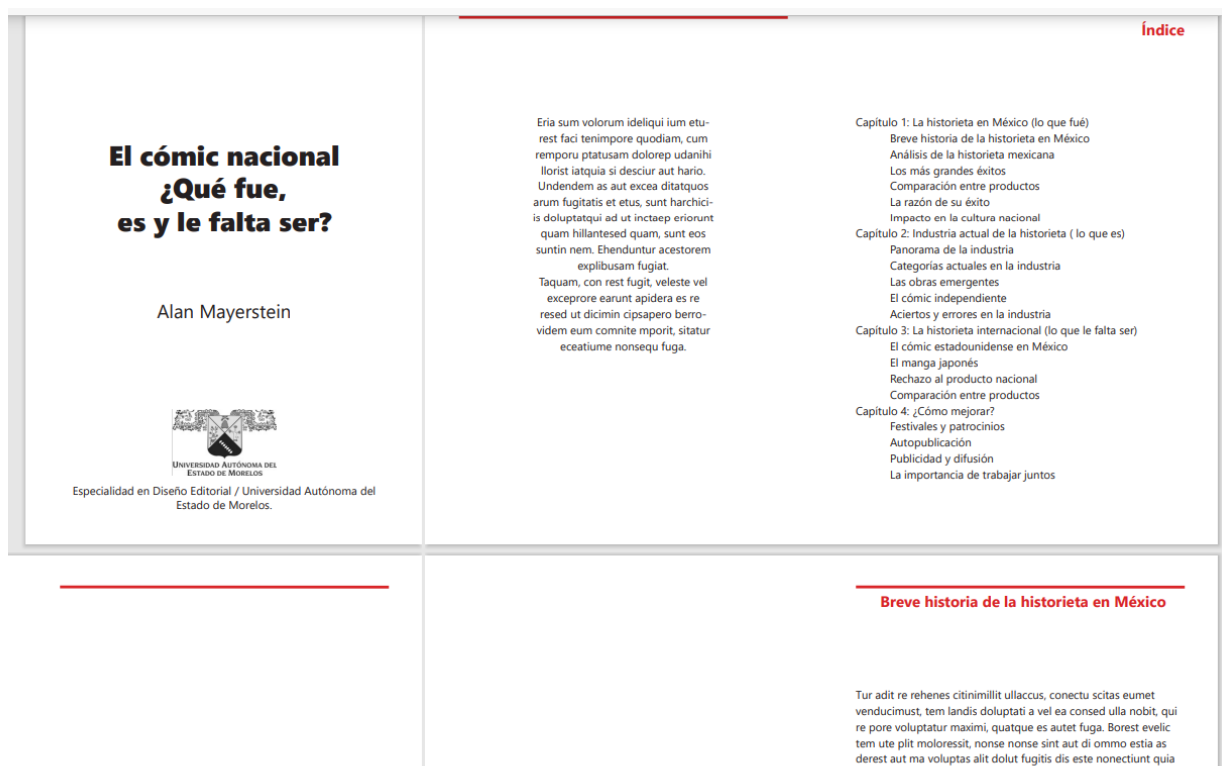 El cómic nacional
¿Qué fue,
es y le falta ser?
Alan Mayerstein
UNIVERSIDAD AUTÓNOMA DEL
ESTADO DE MORELOS
Especialidad en Diseño Editorial / Universidad Autónoma del
Estado de Morelos.
Eria sum volorum ideliqui ium etu-
rest faci tenimpore quodiam, cum
remporu ptatusam dolorep udanihi
llorist iatquia si desciur aut hario.
Undendem as aut excea ditatquos
arum fugitatis et etus, sunt harchici-
is doluptatqui ad ut inctaep eriorunt
quam hillantesed quam, sunt eos
suntin nem. Ehenduntur acestorem
explibusam fugiat.
Taquam, con rest fugit, veleste vel
exceprore earunt apidera es re
resed ut dicimin cipsapero berro-
videm eum comnite mporit, sitatur
eceatiume nonsequ fuga.
Índice
Capítulo 1: La historieta en México (lo que fué)
Breve historia de la historieta en México
Análisis de la historieta mexicana
Los más grandes éxitos
Comparación entre productos
La razón de su éxito
Impacto en la cultura nacional
Capítulo 2: Industria actual de la historieta ( lo que es)
Panorama de la industria
Categorías actuales en la industria
Las obras emergentes
El cómic independiente
Aciertos y errores en la industria
Capítulo 3: La historieta internacional (lo que le falta ser)
El cómic estadounidense en México
El manga japonés
Rechazo al producto nacional
Comparación entre productos
Capítulo 4: ¿Cómo mejorar?
Festivales y patrocinios
Autopublicación
Publicidad y difusión
La importancia de trabajar juntos
Breve historia de la historieta en México
Tur adit re rehenes citinimillit ullaccus, conectu scitas eumet
venducimust, tem landis doluptati a vel ea consed ulla nobit, qui
re pore voluptatur maximi, quatque es autet fuga. Borest evelic
tem ute plit moloressit, nonse nonse sint aut di ommo estia as
derest aut ma voluptas alit dolut fugitis dis este nonectiunt quia